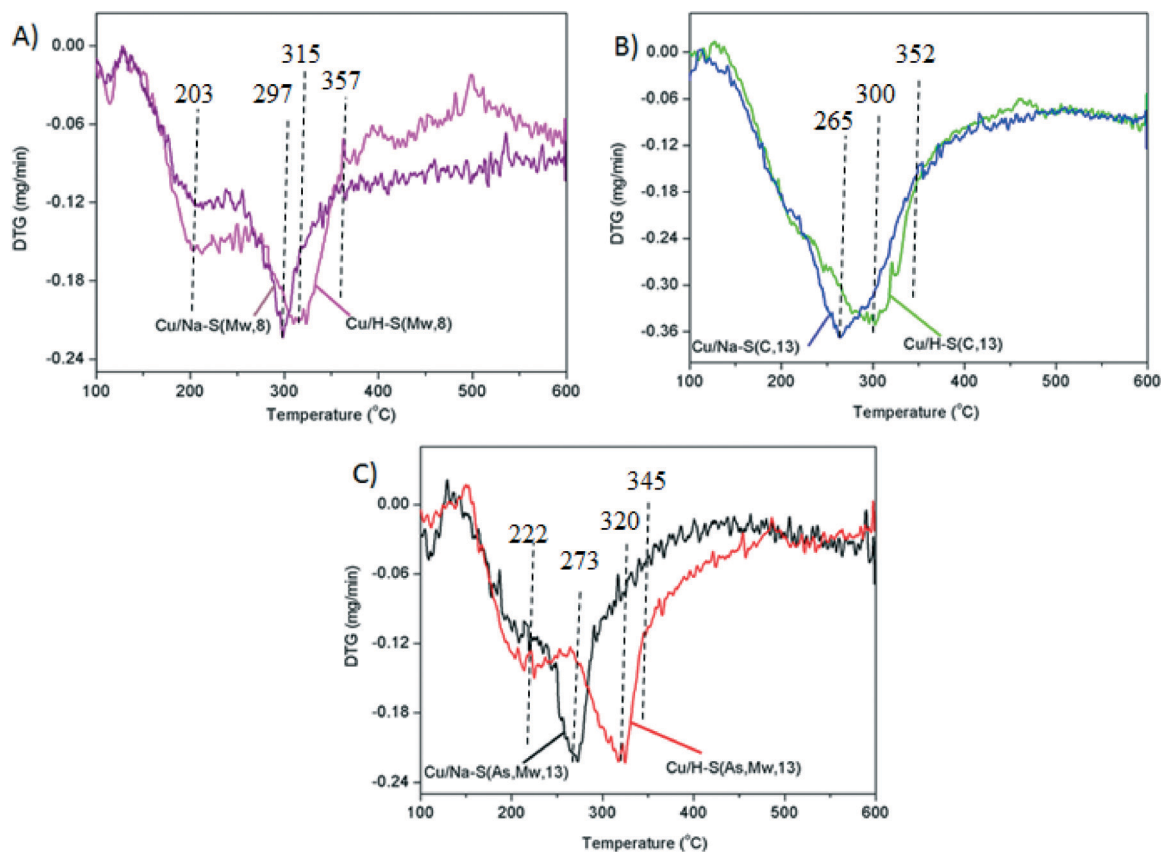 A)
315
203
297
357
0.00
-0.06
-0.12
-0.18
-0.24
DTG (mg/min)
Cu/Na-S(Mw,8)
Cu/H-S(Mw,8)
100 200 300 400 500 600
Temperature (°C)
B)
352
300
265
0.00
-0.06
-0.12
-0.18
-0.24
-0.30
-0.36
DTG (mg/min)
Cu/Na-S(C,13)
Cu/H-S(C,13)
100 200 300 400 500 600
Temperature (°C)
C)
345
320
222
273
0.00
-0.06
-0.12
-0.18
-0.24
DTG (mg/min)
Cu/Na-S(As,Mw,13)
Cu/H-S(As,Mw,13)
100 200 300 400 500 600
Temperature (°C)